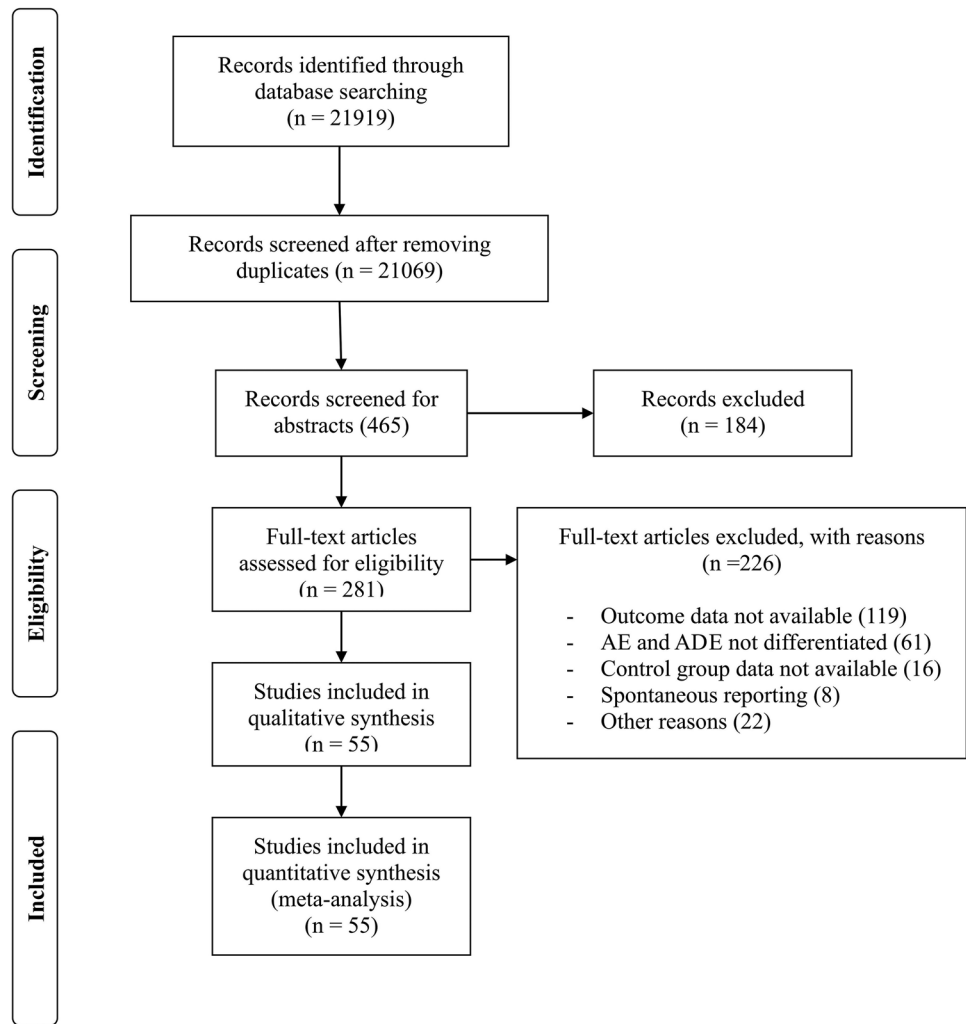 Identification
Records identified through
database searching
(n = 21919)
Records screened after removing
duplicates (n = 21069)
Screening
Records screened for
abstracts (465)
Records excluded
(n = 184)
Eligibility
Full-text articles
assessed for eligibility
(n = 281)
Full-text articles excluded, with reasons
(n =226)
- Outcome data not available (119)
- AE and ADE not differentiated (61)
- Control group data not available (16)
- Spontaneous reporting (8)
- Other reasons (22)
Studies included in
qualitative synthesis
(n = 55)
Included
Studies included in
quantitative synthesis
(meta-analysis)
(n = 55)